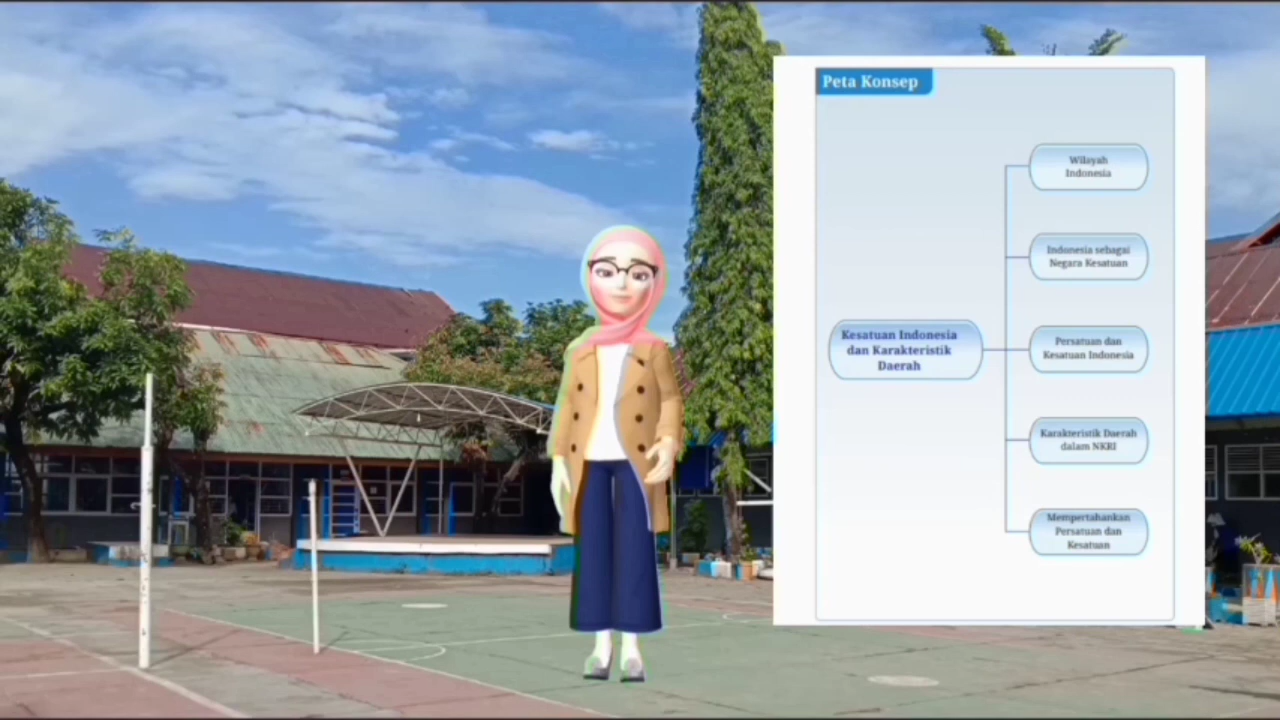 Peta Konsep
Wilayah
Indonesia
Indonesia sebagai
Negara Kesatuan
Kesatuan Indonesia
dan Karakteristik
Daerah
Persatuan dan
Kesatuan Indonesia
Karakteristik Daerah
dalam NKRI
Mempertahankan
Persatuan dan
Kesatuan